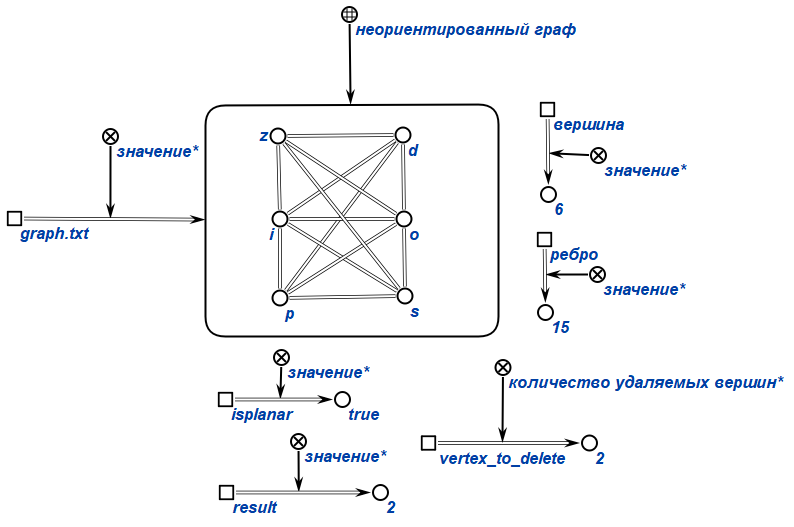 неориентированный граф
z
d
вершина
значение*
значение*
6
graph.txt
i
o
ребро
значение*
p
s
15
значение*
количество удаляемых вершин*
isplanar
true
значение*
vertex_to_delete
2
result
2